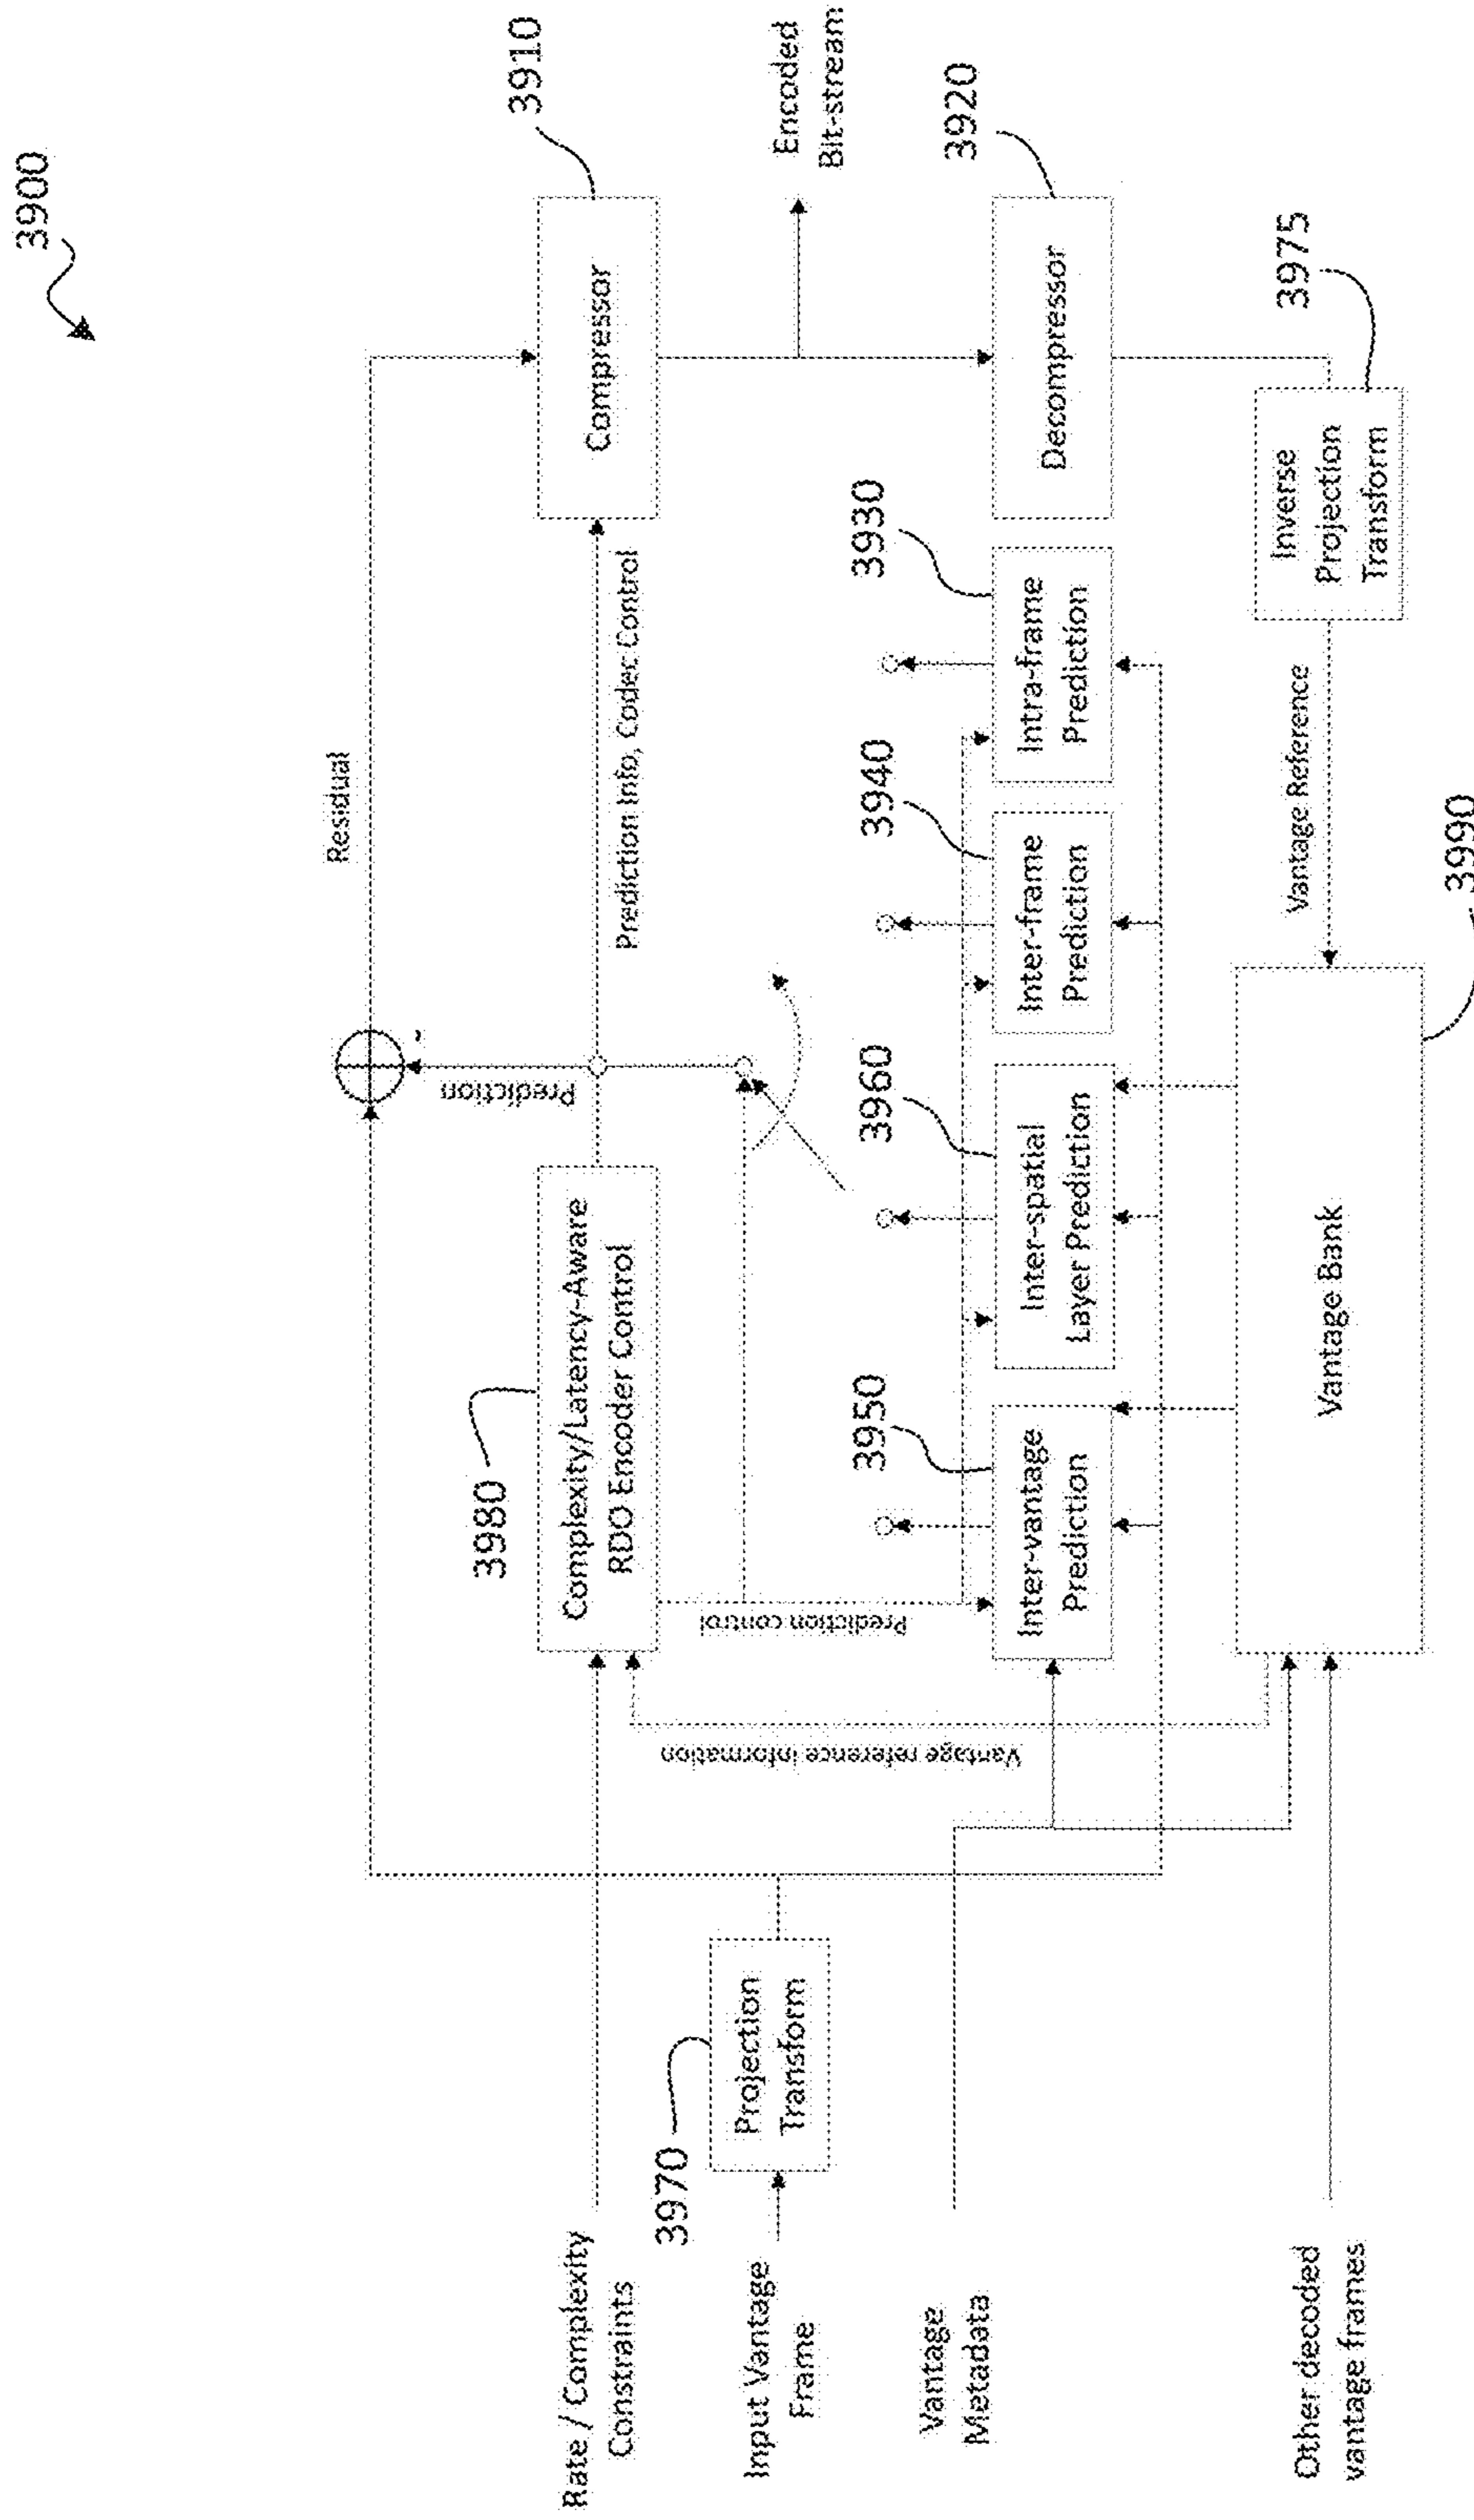 3900
Residual
3910
Compressor
Encoded
Bit-stream
Prediction
Prediction Info, Codec Control
3980
Complexity/Latency-Aware
RDO Encoder Control
Rate / Complexity
Constraints
3970
Projection
Transform
Input Vantage
Frame
Prediction control
3950
3960
3940
3930
3920
Inter-vantage
Prediction
Inter-spatial
Layer Prediction
Inter-frame
Prediction
Intra-frame
Prediction
Decompressor
Vantage
Metadata
Vantage reference information
Vantage Reference
3975
Inverse
Projection
Transform
Vantage Bank
3990
Other decoded
vantage frames